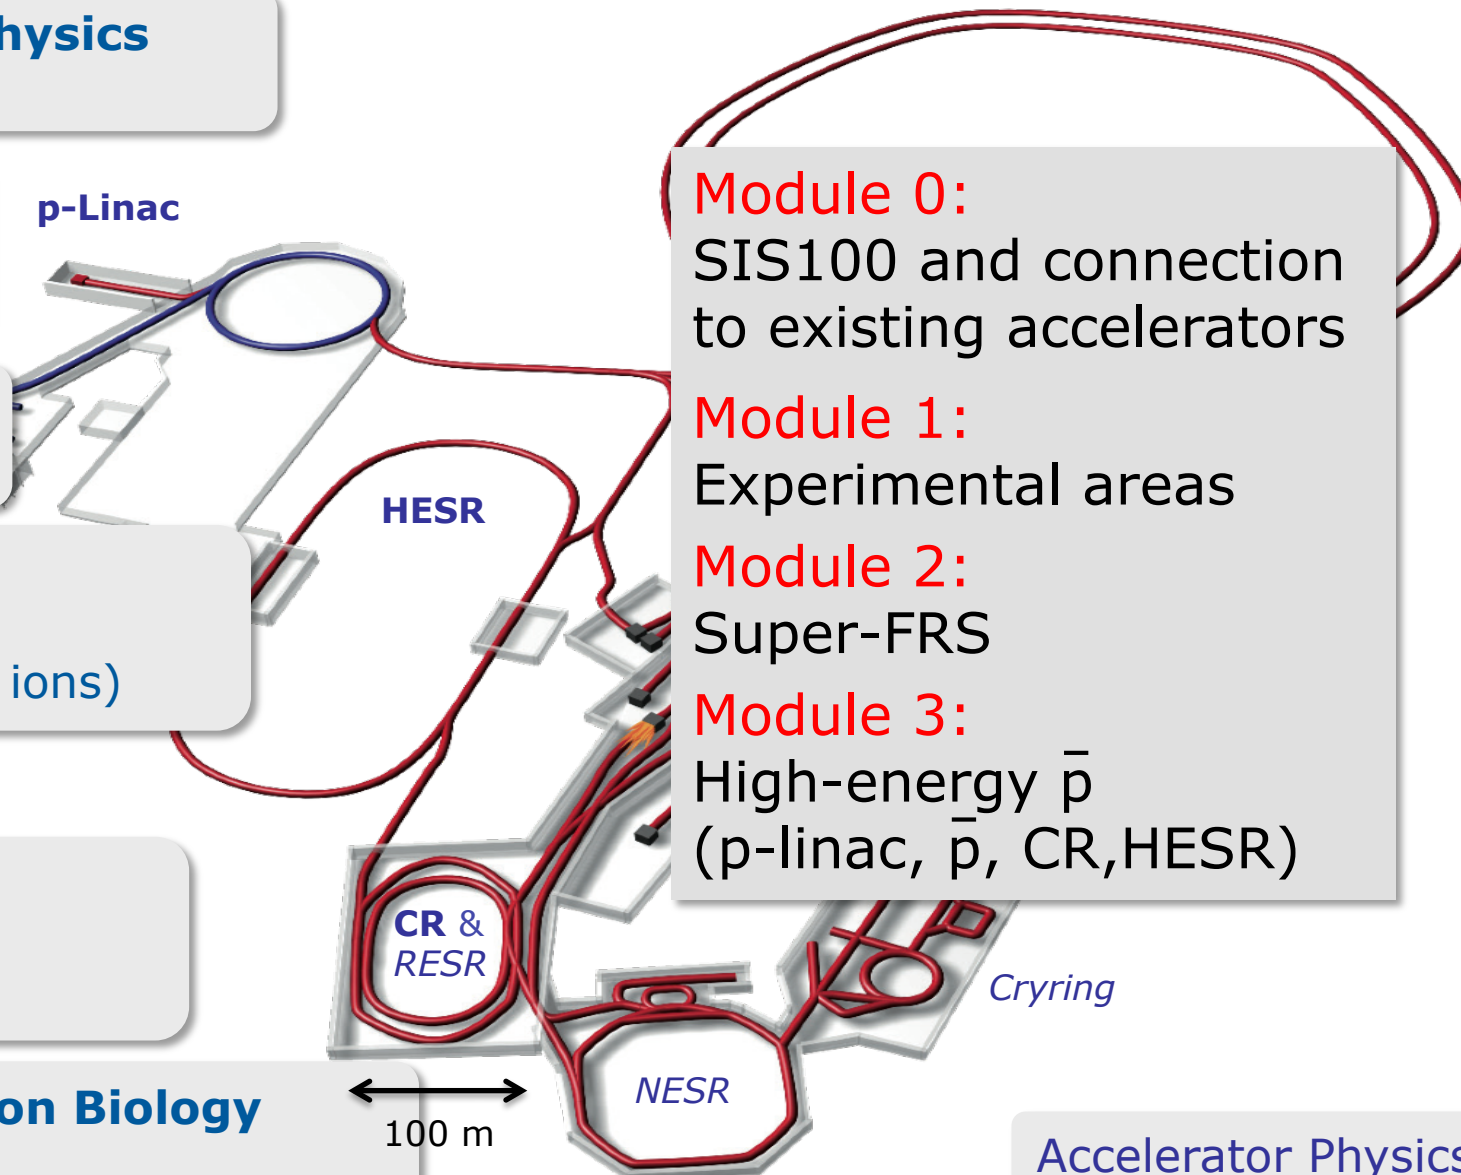 hysics
p-Linac
Module 0:
SIS100 and connection
to existing accelerators
Module 1:
Experimental areas
HESR
Module 2:
Super-FRS
ions)
Module 3:
High-energy p̅
(p-linac, p̅, CR,HESR)
CR &
RESR
Cryring
NESR
on Biology
100 m
Accelerator Physics